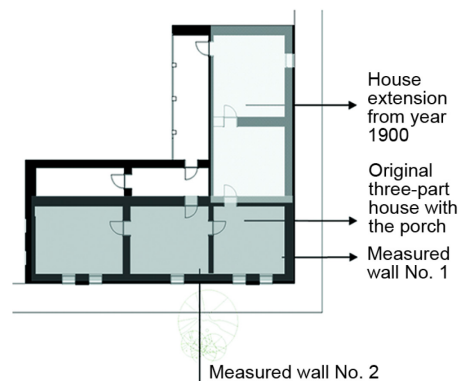 House
extension
from year
1900
Original
three-part
house with
the porch
Measured
wall No. 1
Measured wall No. 2